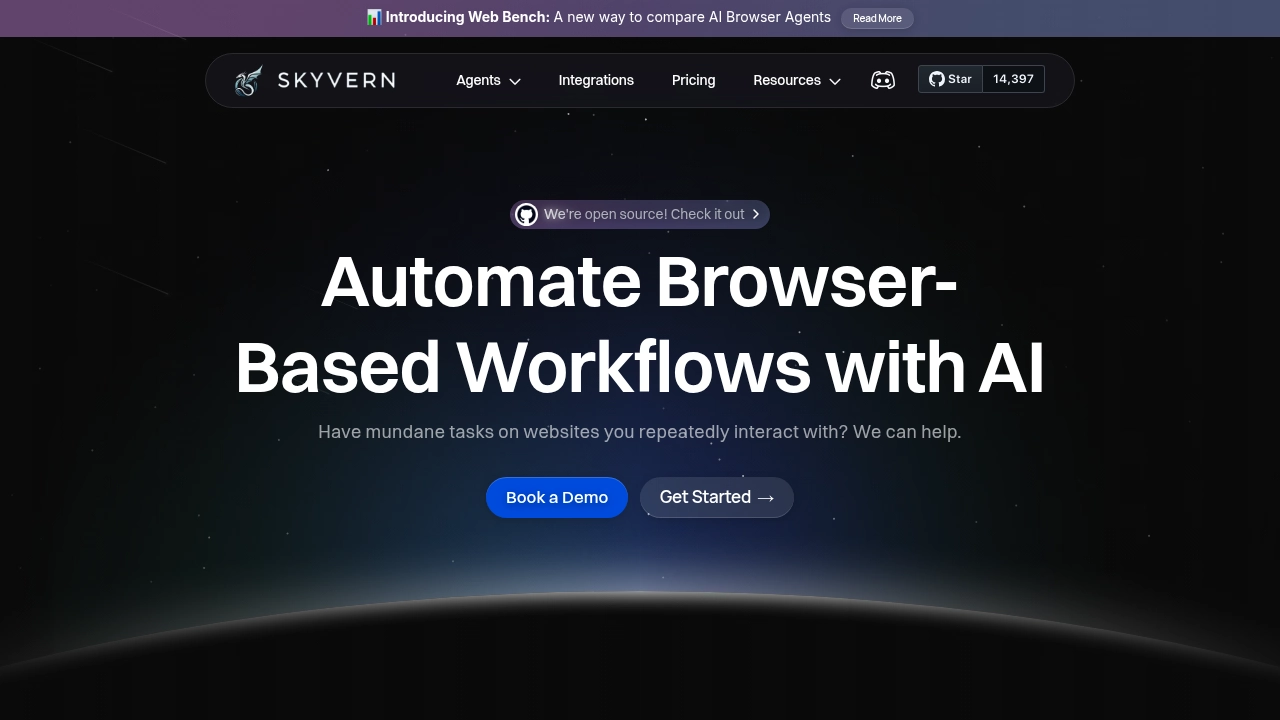 📊 Introducing Web Bench: A new way to compare AI Browser Agents Read More
SKYVERN Agents Integrations Pricing Resources Star 14,397
We're open source! Check it out
Automate Browser-
Based Workflows with AI
Have mundane tasks on websites you repeatedly interact with? We can help.
Book a Demo Get Started →